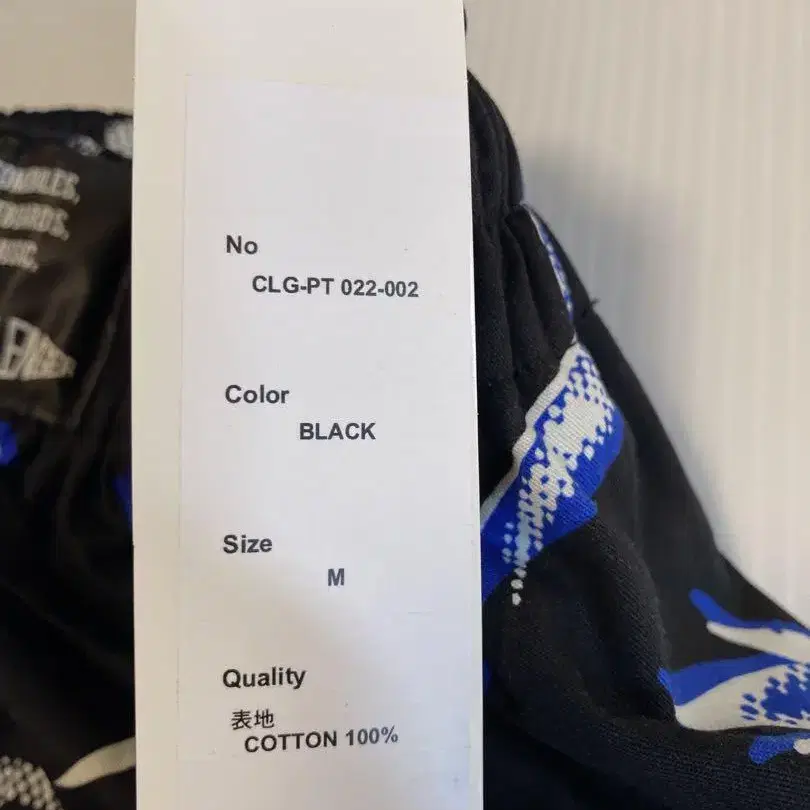 No
CLG-PT 022-002
Color
BLACK
Size
M
Quality
表地
COTTON 100%